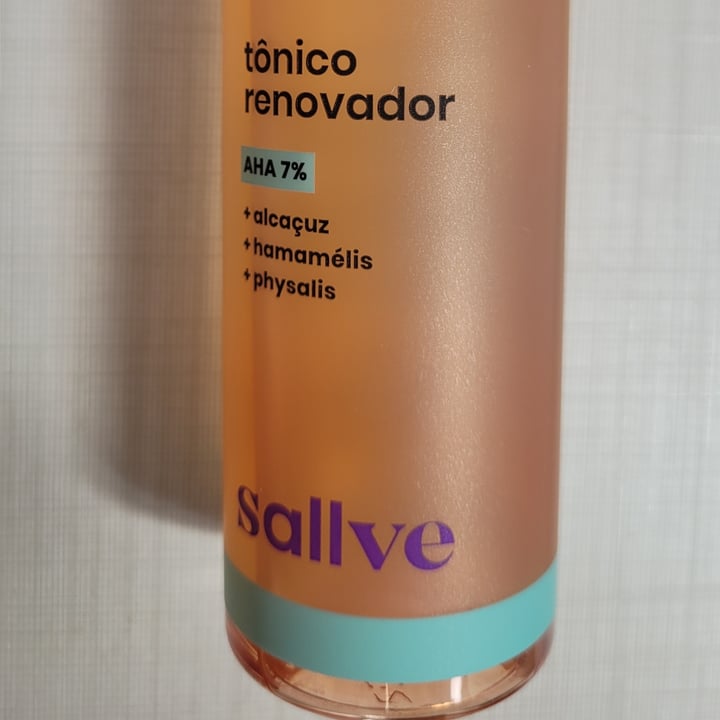 tônico
renovador
AHA 7%
+ alcaçuz
+ hamamélis
+ physalis
sallve